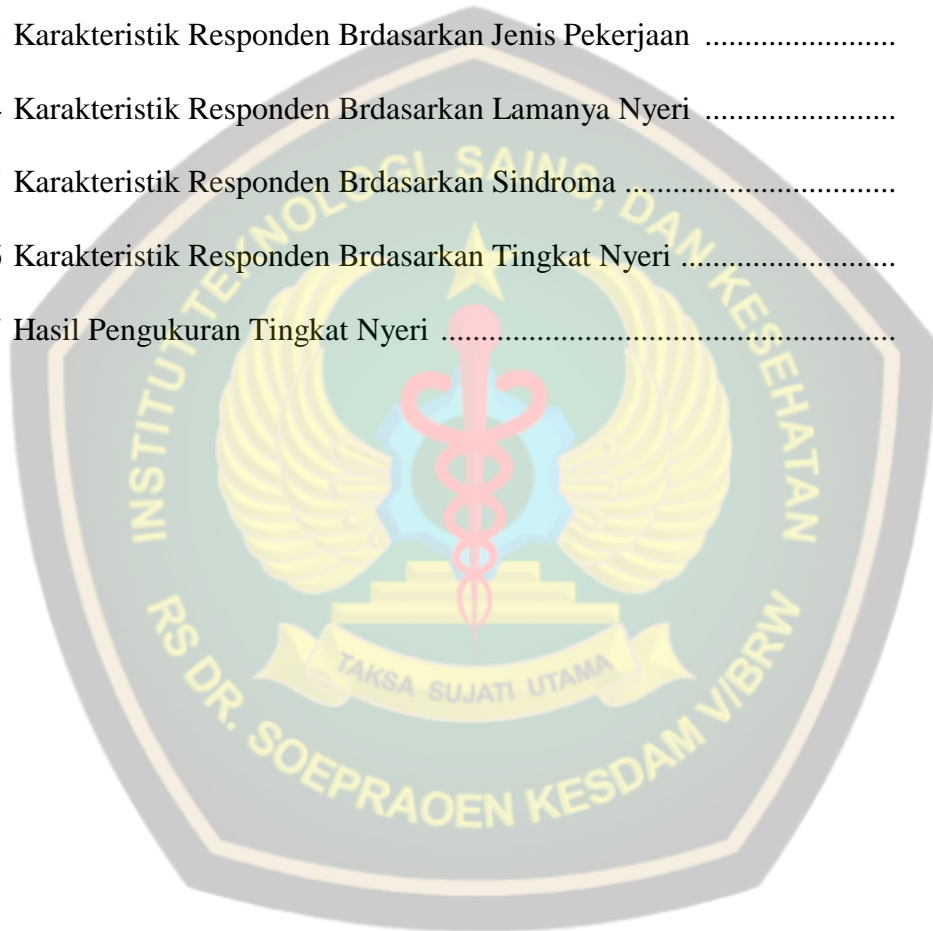 Karakteristik Responden Brdasarkan Jenis Pekerjaan ........................
Karakteristik Responden Brdasarkan Lamanya Nyeri ........................
Karakteristik Responden Brdasarkan Sindroma ..................................
Karakteristik Responden Brdasarkan Tingkat Nyeri ...........................
Hasil Pengukuran Tingkat Nyeri .........................................................
INSTITUT TEKNOLOGI, SAINS, DAN KESEHATAN
TAKSA SUJATI UTAMA
RS DR. SOEPRAOEN KESDAM V/BRW